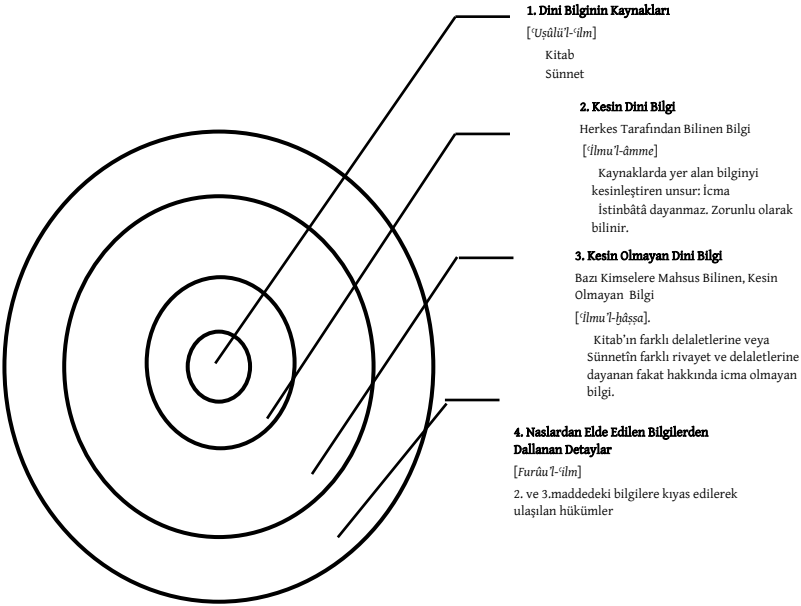 1. Dini Bilginin Kaynakları
[ʿUṣûlü'l-ʿilm]
Kitab
Sünnet
2. Kesin Dini Bilgi
Herkes Tarafından Bilinen Bilgi
[ʿİlmu'l-âmme]
Kaynaklarda yer alan bilginyi
kesinleştiren unsur: İcma
İstinbâtâ dayanmaz. Zorunlu olarak
bilinir.
3. Kesin Olmayan Dini Bilgi
Bazı Kimselere Mahsus Bilinen, Kesin
Olmayan Bilgi
[ʿİlmu'l-ḫâṣṣa].
Kitab'ın farklı delaletlerine veya
Sünnetîn farklı rivayet ve delaletlerine
dayanan fakat hakkında icma olmayan
bilgi.
4. Naslardan Elde Edilen Bilgilerden
Dallanan Detaylar
[Furûu'l-ʿilm]
2. ve 3.maddedeki bilgilere kıyas edilerek
ulaşılan hükümler